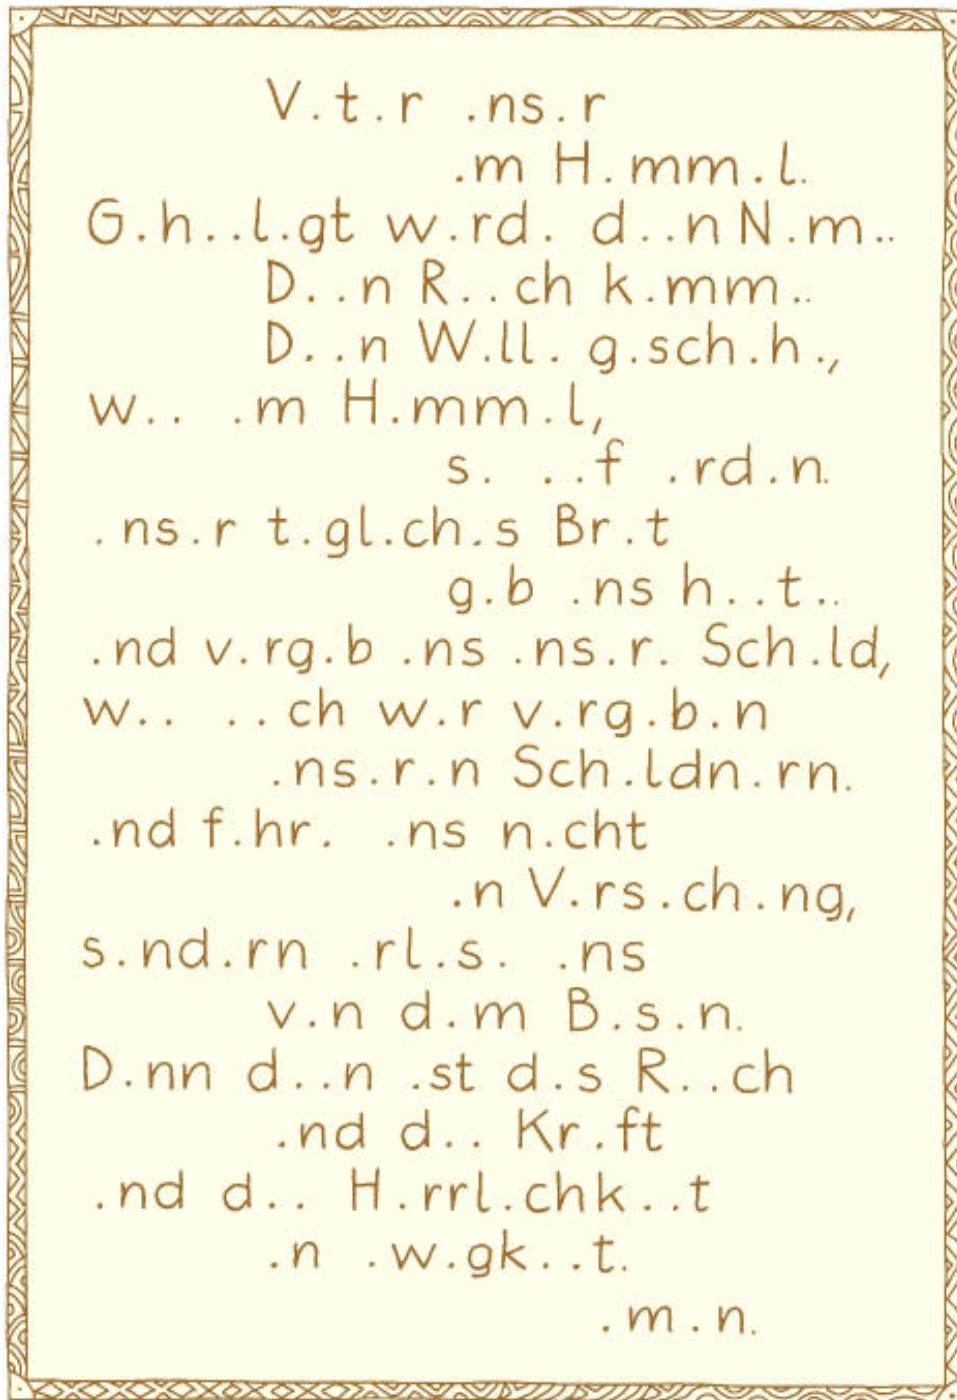 V.t.r .ns.r
.m H.mm.l.
G.h..l.gt w.rd. d..n N.m..
D..n R..ch k.mm..
D..n W.ll. g.sch.h.,
w.. .m H.mm.l,
s. ..f .rd.n.
.ns.r t.gl.ch.s Br.t
g.b .ns h..t..
.nd v.rg.b .ns .ns.r. Sch.ld,
w.. ..ch w.r v.rg.b.n
.ns.r.n Sch.ldn.rn.
.nd f.hr. .ns n.cht
.n V.rs.ch.ng,
s.nd.rn .rl.s. .ns
v.n d.m B.s.n.
D.nn d..n .st d.s R..ch
.nd d.. Kr.ft
.nd d.. H.rrl.chk..t
.n .w.gk..t.
.m.n.